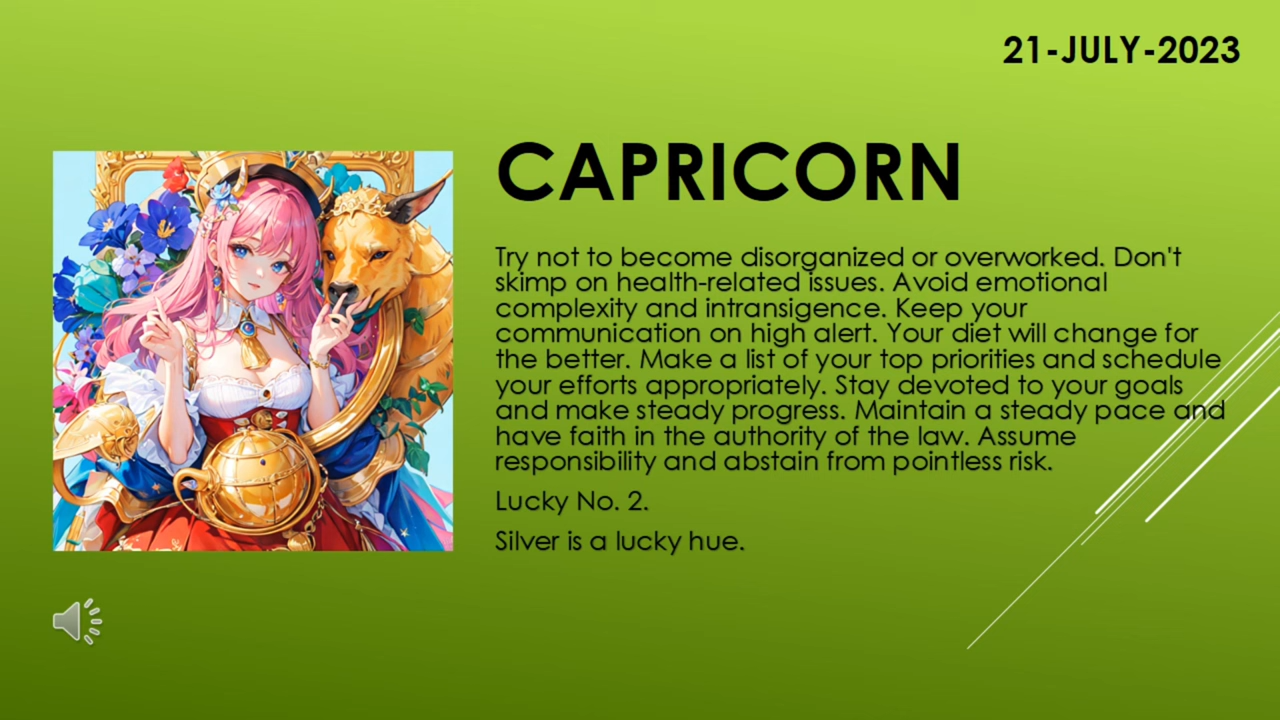 21-JULY-2023
CAPRICORN
Try not to become disorganized or overworked. Don't
skimp on health-related issues. Avoid emotional
complexity and intransigence. Keep your
communication on high alert. Your diet will change for
the better. Make a list of your top priorities and schedule
your efforts appropriately. Stay devoted to your goals
and make steady progress. Maintain a steady pace and
have faith in the authority of the law. Assume
responsibility and abstain from pointless risk.
Lucky No. 2.
Silver is a lucky hue.